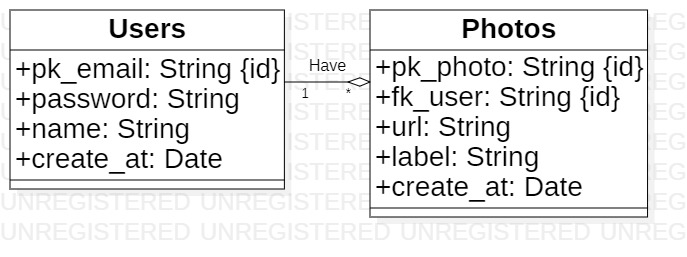 Users
+pk_email: String {id}
+password: String
+name: String
+create_at: Date
Have
1
*
Photos
+pk_photo: String {id}
+fk_user: String {id}
+url: String
+label: String
+create_at: Date
UNREGISTERED UNREGISTERED UNREGISTERED UNREG
UNREGISTERED UNREGISTERED UNREGISTERED UNREG